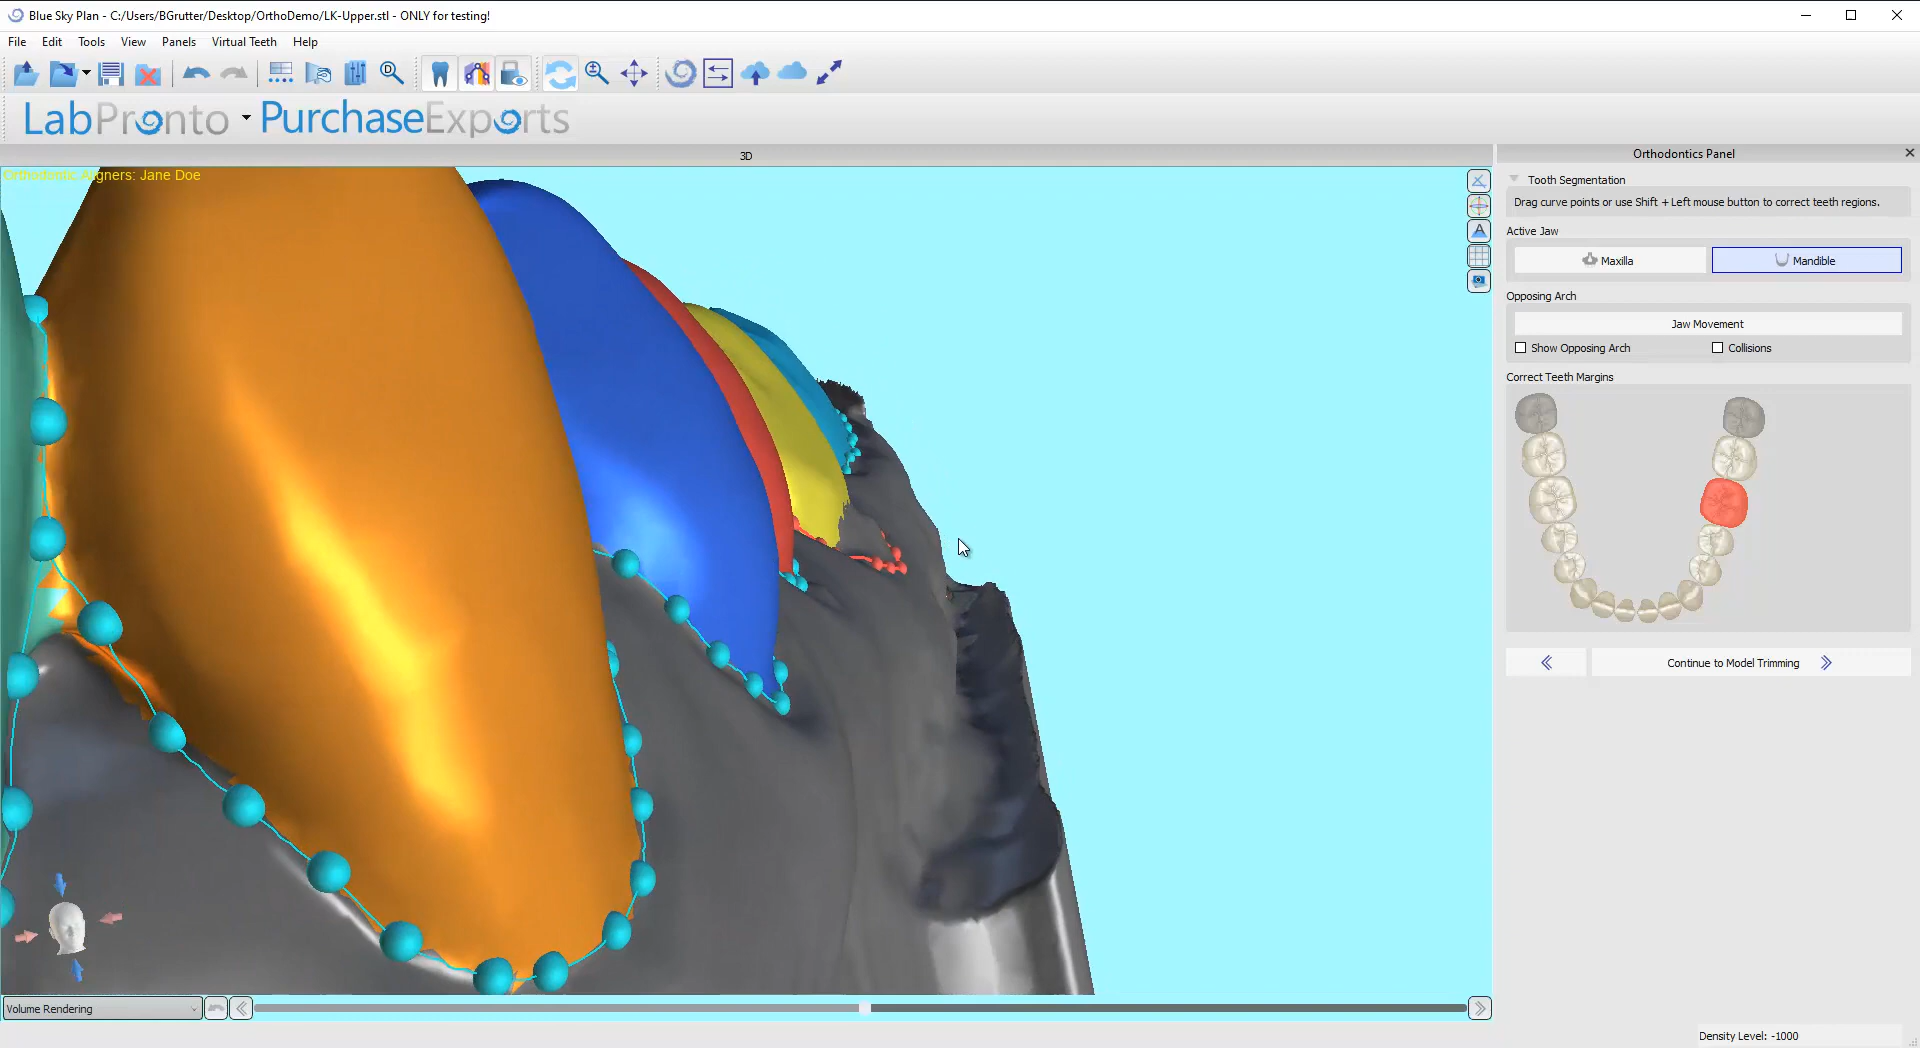 Blue Sky Plan - C:/Users/BGrutter/Desktop/OrthoDemo/LK-Upper.stl - ONLY for testing!
File Edit Tools View Panels Virtual Teeth Help
D
LabPronto PurchaseExports
3D
Orthodontics Panel
Orthodontic Aligners: Jane Doe
Tooth Segmentation
Drag curve points or use Shift + Left mouse button to correct teeth regions.
Active Jaw
Maxilla Mandible
Opposing Arch
Jaw Movement
Show Opposing Arch Collisions
Correct Teeth Margins
Continue to Model Trimming
Volume Rendering
Density Level: -1000